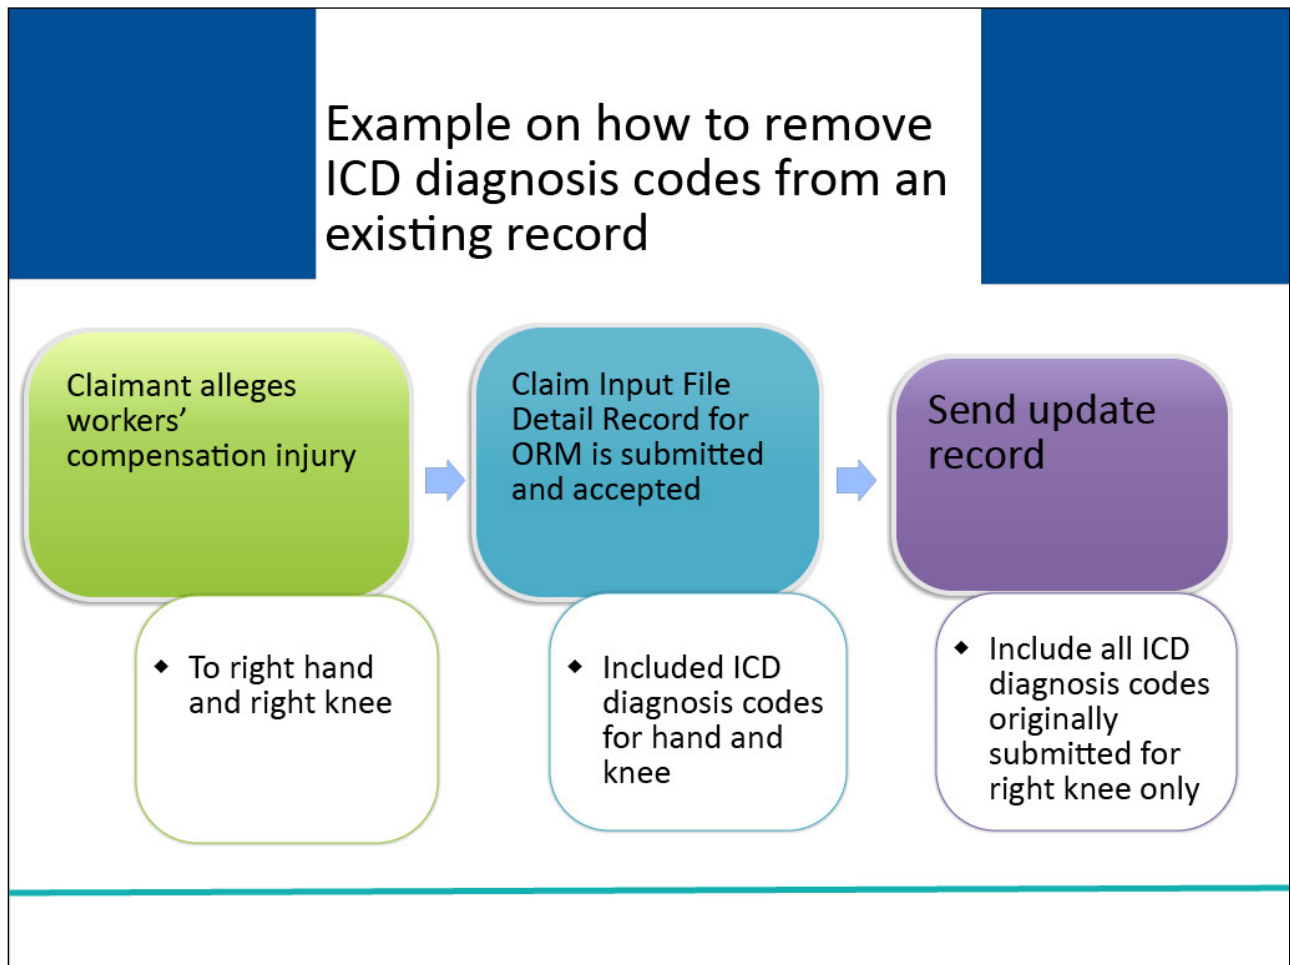 Example on how to remove
ICD diagnosis codes from an
existing record
Claimant alleges
workers’
compensation injury
◆ To right hand
and right knee
Claim Input File
Detail Record for
ORM is submitted
and accepted
◆ Included ICD
diagnosis codes
for hand and
knee
Send update
record
◆ Include all ICD
diagnosis codes
originally
submitted for
right knee only